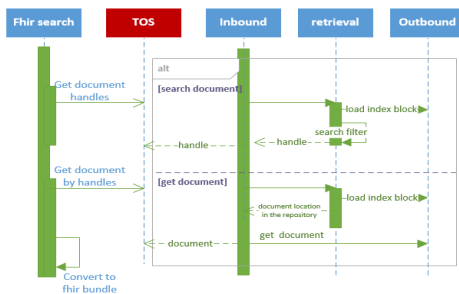 Fhir search
TOS
Inbound
retrieval
Outbound
alt
Get document
handles
[search document]
load index block
search filter
handle
handle
Get document
by handles
[get document]
load index block
document location
in the repository
get document
document
Convert to
fhir bundle